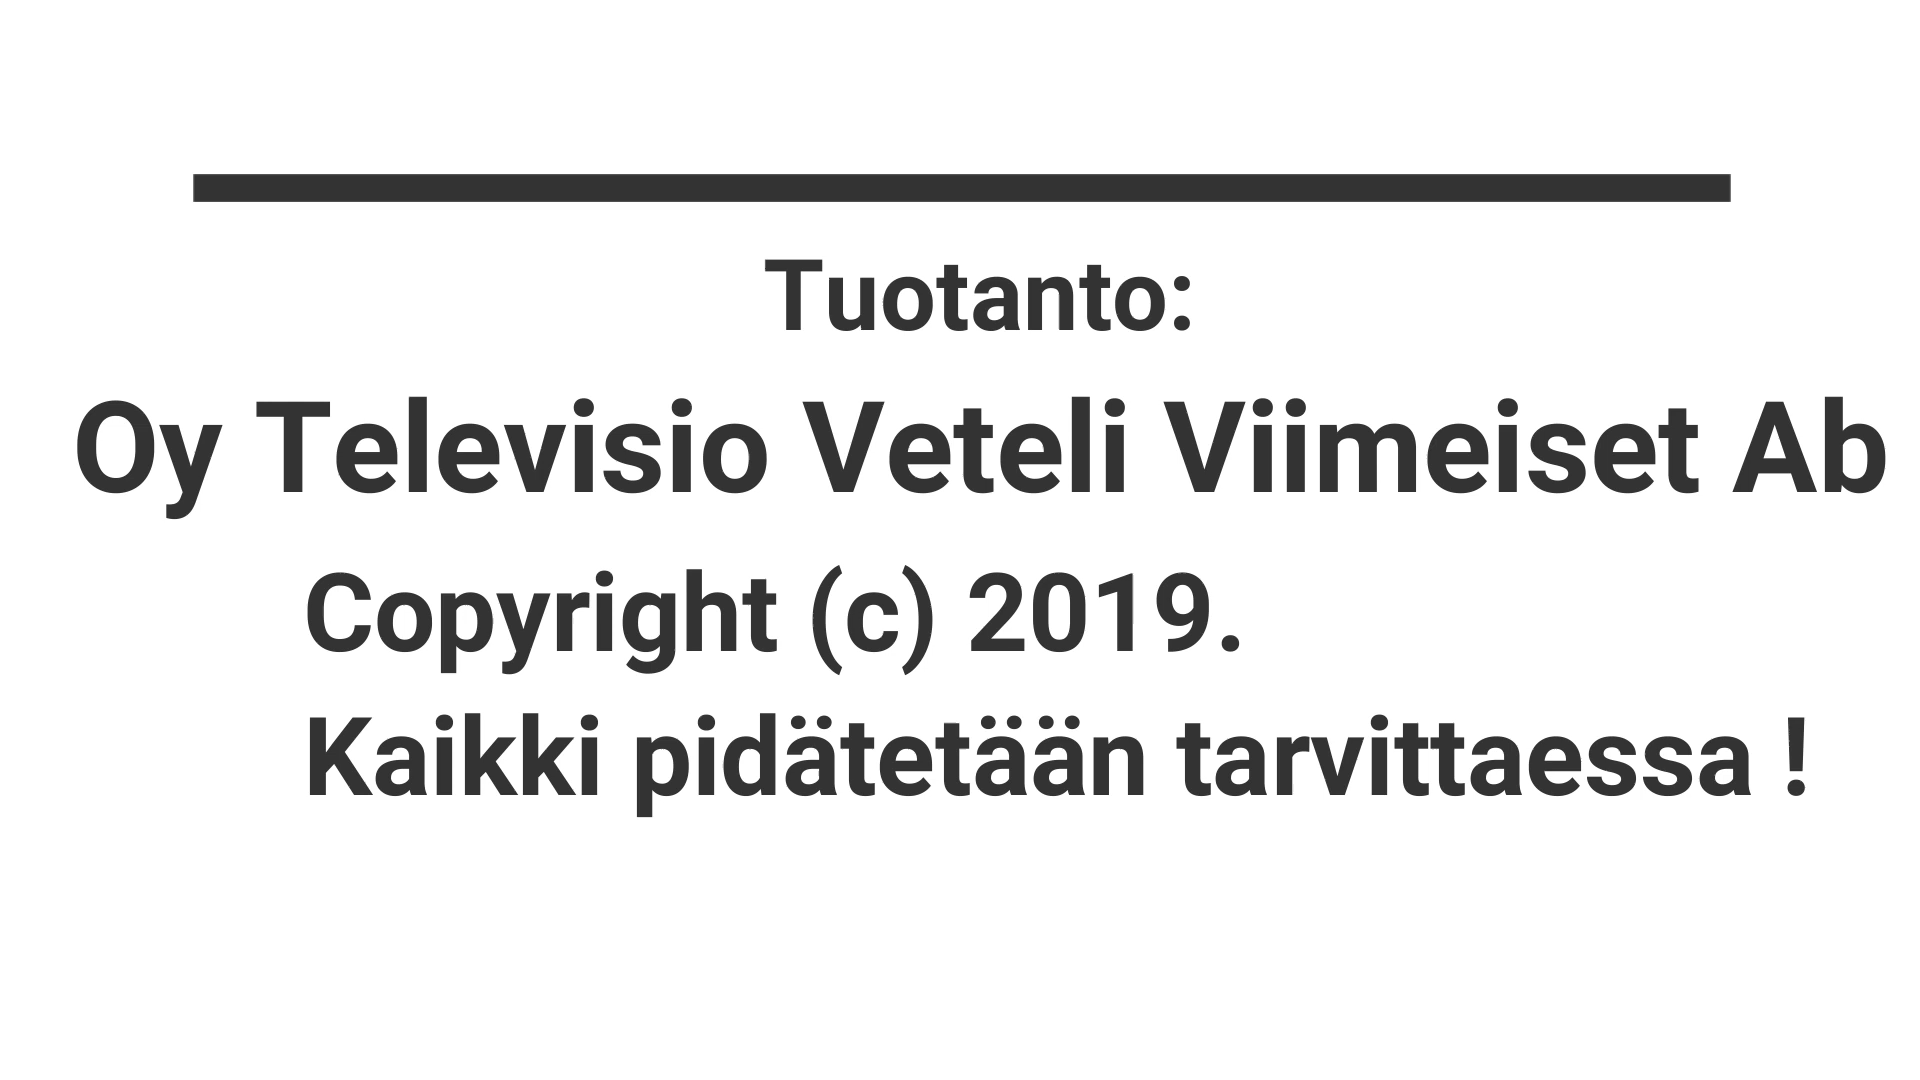 Tuotanto:
Oy Televisio Veteli Viimeiset Ab
Copyright (c) 2019.
Kaikki pidätetään tarvittaessa !